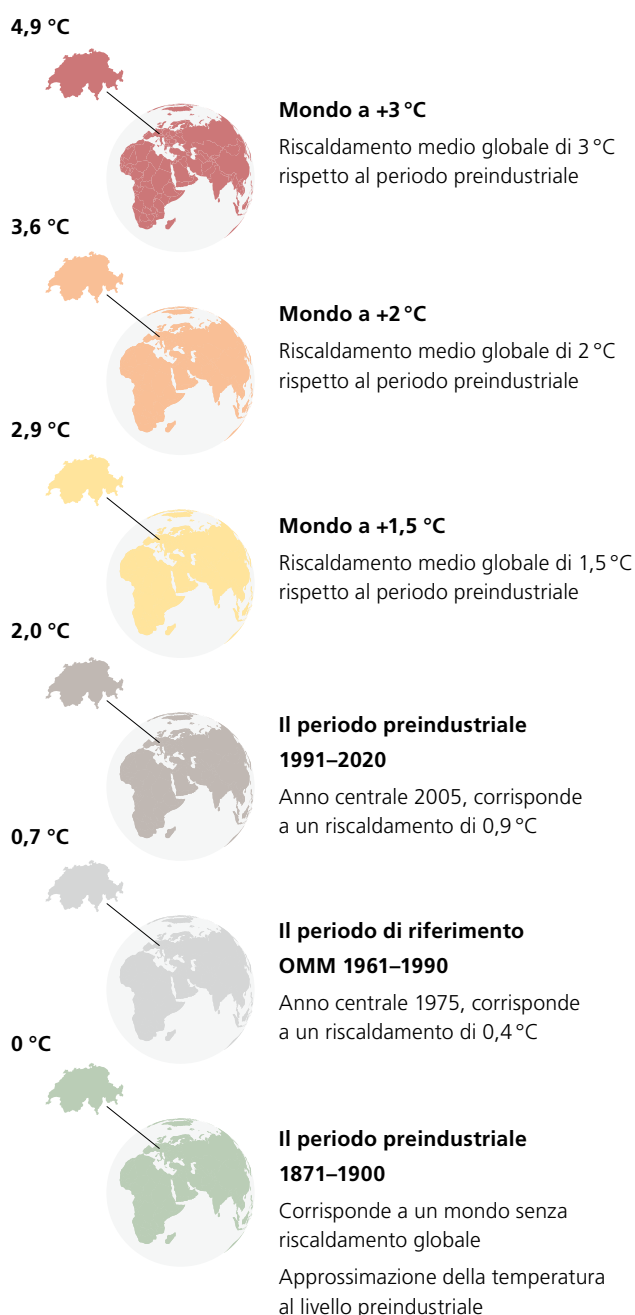 4,9 °C
Mondo a +3 °C
Riscaldamento medio globale di 3 °C
rispetto al periodo preindustriale
3,6 °C
Mondo a +2 °C
Riscaldamento medio globale di 2 °C
rispetto al periodo preindustriale
2,9 °C
Mondo a +1,5 °C
Riscaldamento medio globale di 1,5 °C
rispetto al periodo preindustriale
2,0 °C
Il periodo preindustriale
1991–2020
Anno centrale 2005, corrisponde
a un riscaldamento di 0,9 °C
0,7 °C
Il periodo di riferimento
OMM 1961–1990
Anno centrale 1975, corrisponde
a un riscaldamento di 0,4 °C
0 °C
Il periodo preindustriale
1871–1900
Corrisponde a un mondo senza
riscaldamento globale
Approssimazione della temperatura
al livello preindustriale